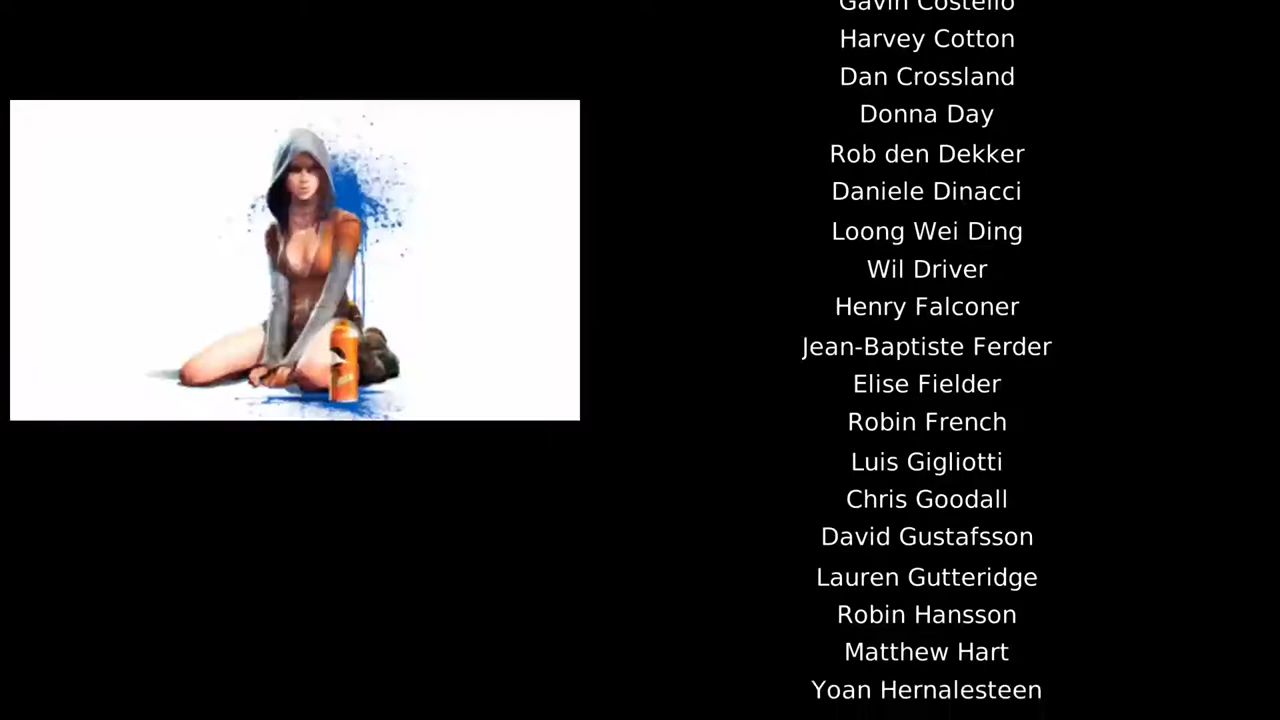 Gavin Costello
Harvey Cotton
Dan Crossland
Donna Day
Rob den Dekker
Daniele Dinacci
Loong Wei Ding
Wil Driver
Henry Falconer
Jean-Baptiste Ferder
Elise Fielder
Robin French
Luis Gigliotti
Chris Goodall
David Gustafsson
Lauren Gutteridge
Robin Hansson
Matthew Hart
Yoan Hernalesteen